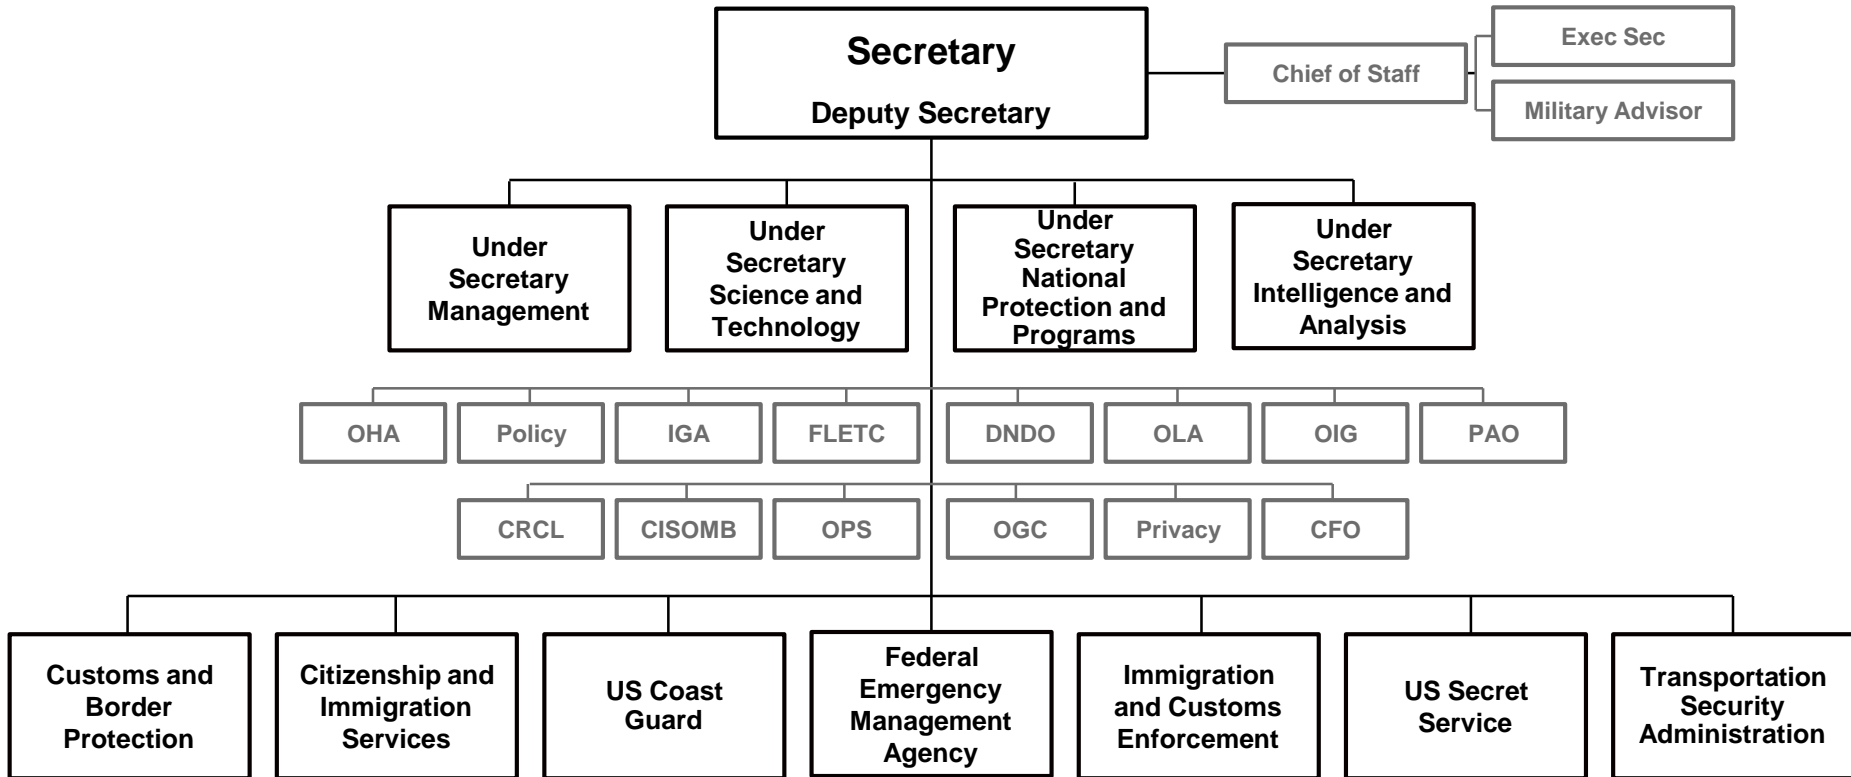 Secretary
Deputy Secretary
Chief of Staff
Exec Sec
Military Advisor
Under
Secretary
Management
Under
Secretary
Science and
Technology
Under
Secretary
National
Protection and
Programs
Under
Secretary
Intelligence and
Analysis
OHA
Policy
IGA
FLETC
DNDO
OLA
OIG
PAO
CRCL
CISOMB
OPS
OGC
Privacy
CFO
Customs and
Border
Protection
Citizenship and
Immigration
Services
US Coast
Guard
Federal
Emergency
Management
Agency
Immigration
and Customs
Enforcement
US Secret
Service
Transportation
Security
Administration